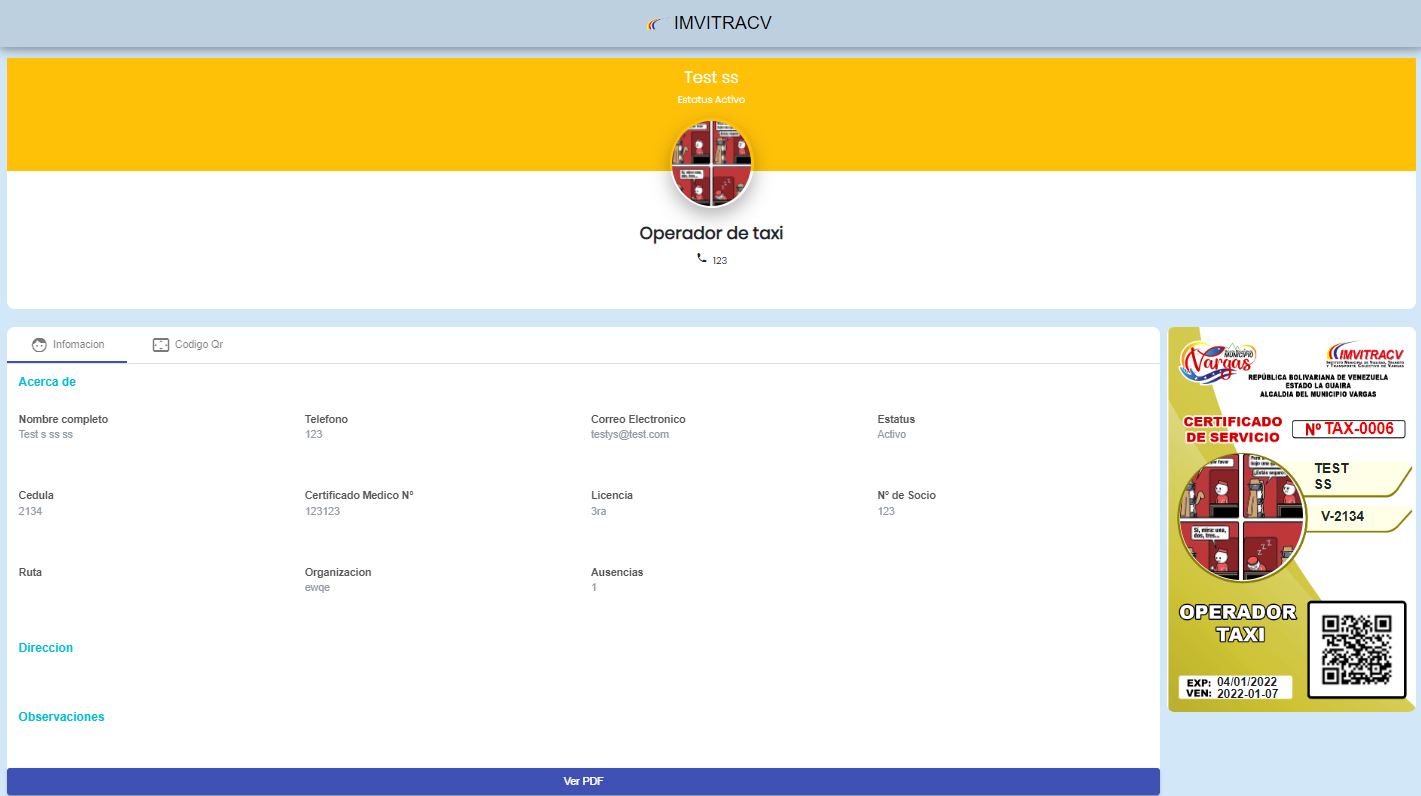 IMVITRACV
Test ss
Estatus Activo
Operador de taxi
123
Infomacion
Codigo Qr
Acerca de
Nombre completo
Test s ss ss
Telefono
123
Correo Electronico
testys@test.com
Estatus
Activo
Cedula
2134
Certificado Medico N°
123123
Licencia
3ra
N° de Socio
123
Ruta
Organizacion
ewqe
Ausencias
1
Direccion
Observaciones
Ver PDF
MUNICIPIO
Vargas
IMVITRACV
Instituto Municipal de Vialidad, Tránsito
y Transporte Colectivo de Vargas
REPÚBLICA BOLIVARIANA DE VENEZUELA
ESTADO LA GUAIRA
ALCALDIA DEL MUNICIPIO VARGAS
CERTIFICADO
DE SERVICIO
Nº TAX-0006
TEST
SS
V-2134
Si, mire: una,
dos, tres...
OPERADOR
TAXI
EXP: 04/01/2022
VEN: 2022-01-07